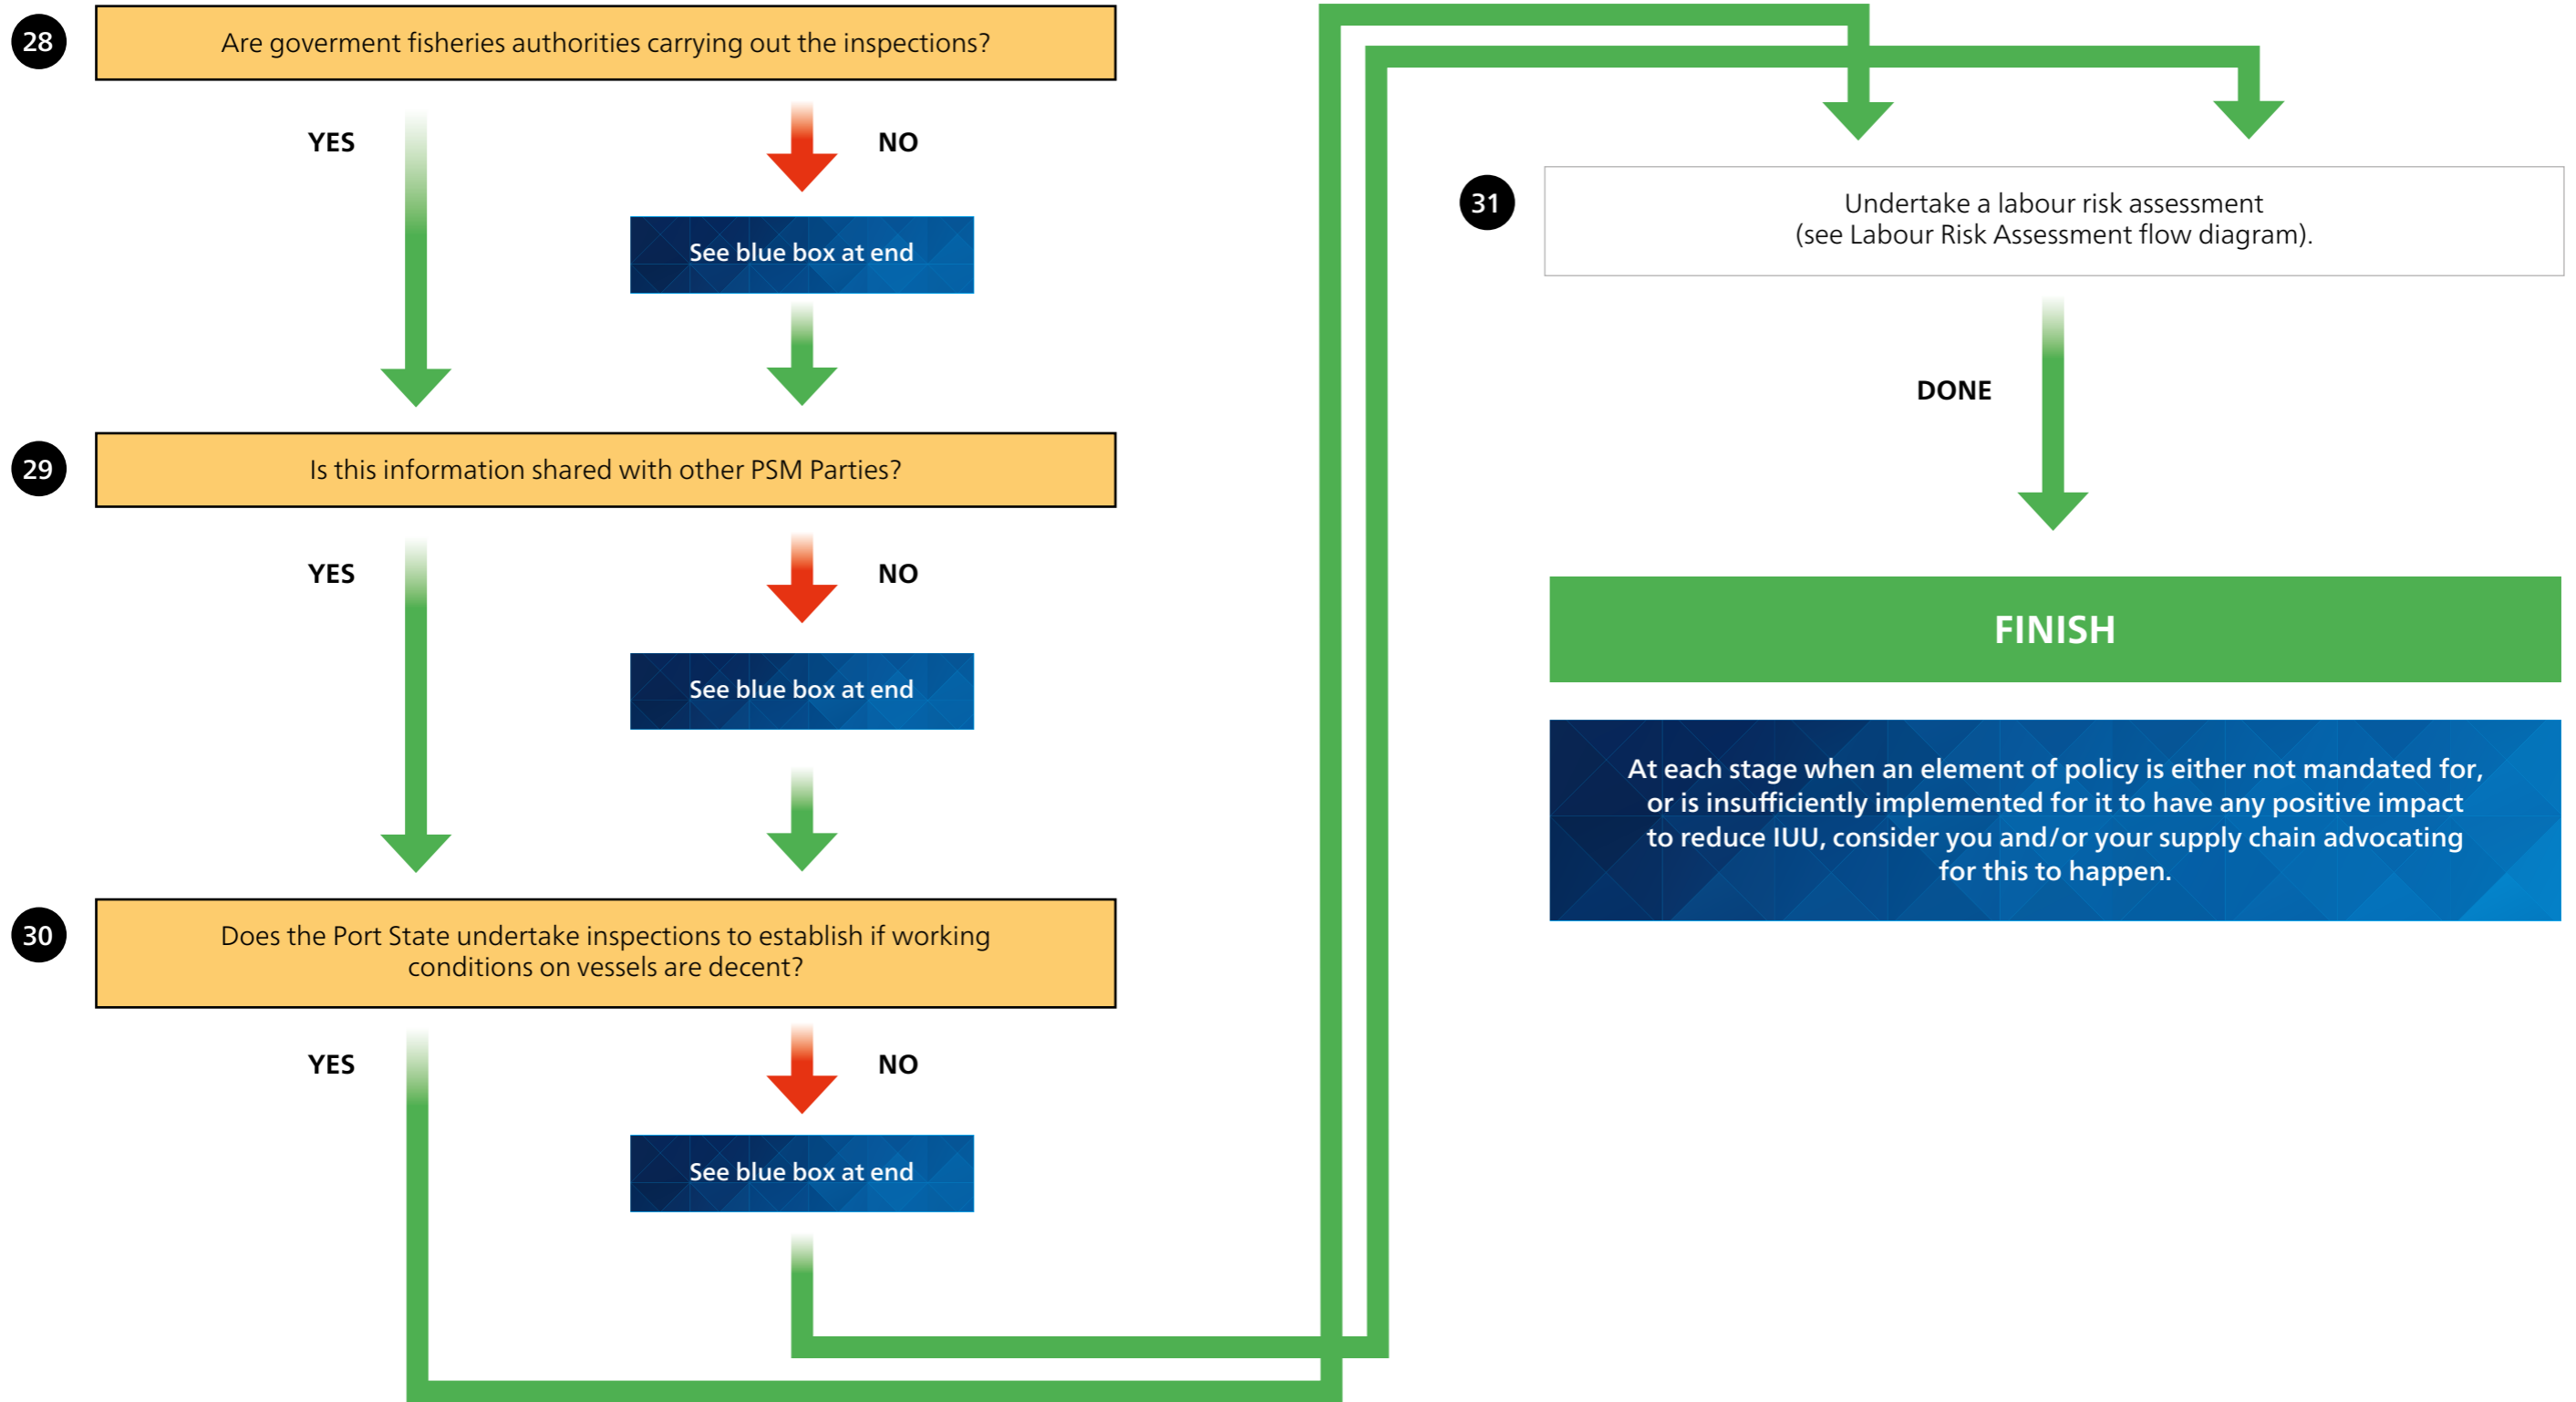 28
Are goverment fisheries authorities carrying out the inspections?
YES
NO
See blue box at end
29
Is this information shared with other PSM Parties?
YES
NO
See blue box at end
30
Does the Port State undertake inspections to establish if working
conditions on vessels are decent?
YES
NO
See blue box at end
31
Undertake a labour risk assessment
(see Labour Risk Assessment flow diagram).
DONE
FINISH
At each stage when an element of policy is either not mandated for,
or is insufficiently implemented for it to have any positive impact
to reduce IUU, consider you and/or your supply chain advocating
for this to happen.